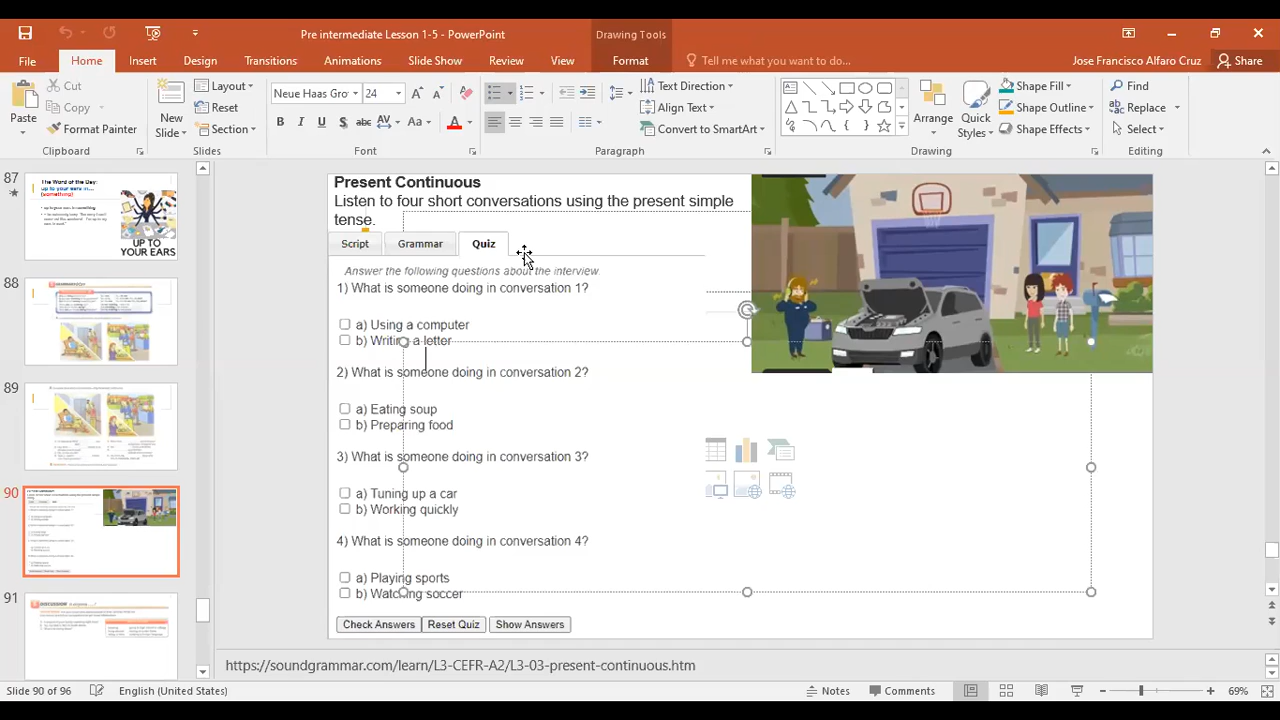 Pre intermediate Lesson 1-5 - PowerPoint
Drawing Tools
File
Home
Insert
Design
Transitions
Animations
Slide Show
Review
View
Format
Tell me what you want to do...
Jose Francisco Alfaro Cruz
Share
Paste
Cut
Copy
Format Painter
Clipboard
New
Slide
Layout
Reset
Section
Slides
Neue Haas Gro
24
B I U S abc AV Aa A
Font
Text Direction
Align Text
Convert to SmartArt
Paragraph
Arrange
Quick
Styles
Shape Fill
Shape Outline
Shape Effects
Drawing
Find
Replace
Select
Editing
87
The Word of the Day:
UP TO
YOUR EARS
88
89
90
91
DISCUSSION
Present Continuous
Listen to four short conversations using the present simple
tense.
Script
Grammar
Quiz
Answer the following questions about the interview.
1) What is someone doing in conversation 1?
a) Using a computer
b) Writing a letter
2) What is someone doing in conversation 2?
a) Eating soup
b) Preparing food
3) What is someone doing in conversation 3?
a) Tuning up a car
b) Working quickly
4) What is someone doing in conversation 4?
a) Playing sports
b) Watching soccer
Check Answers
Reset Quiz
Show Answers
https://soundgrammar.com/learn/L3-CEFR-A2/L3-03-present-continuous.htm
Slide 90 of 96
English (United States)
Notes
Comments
69%